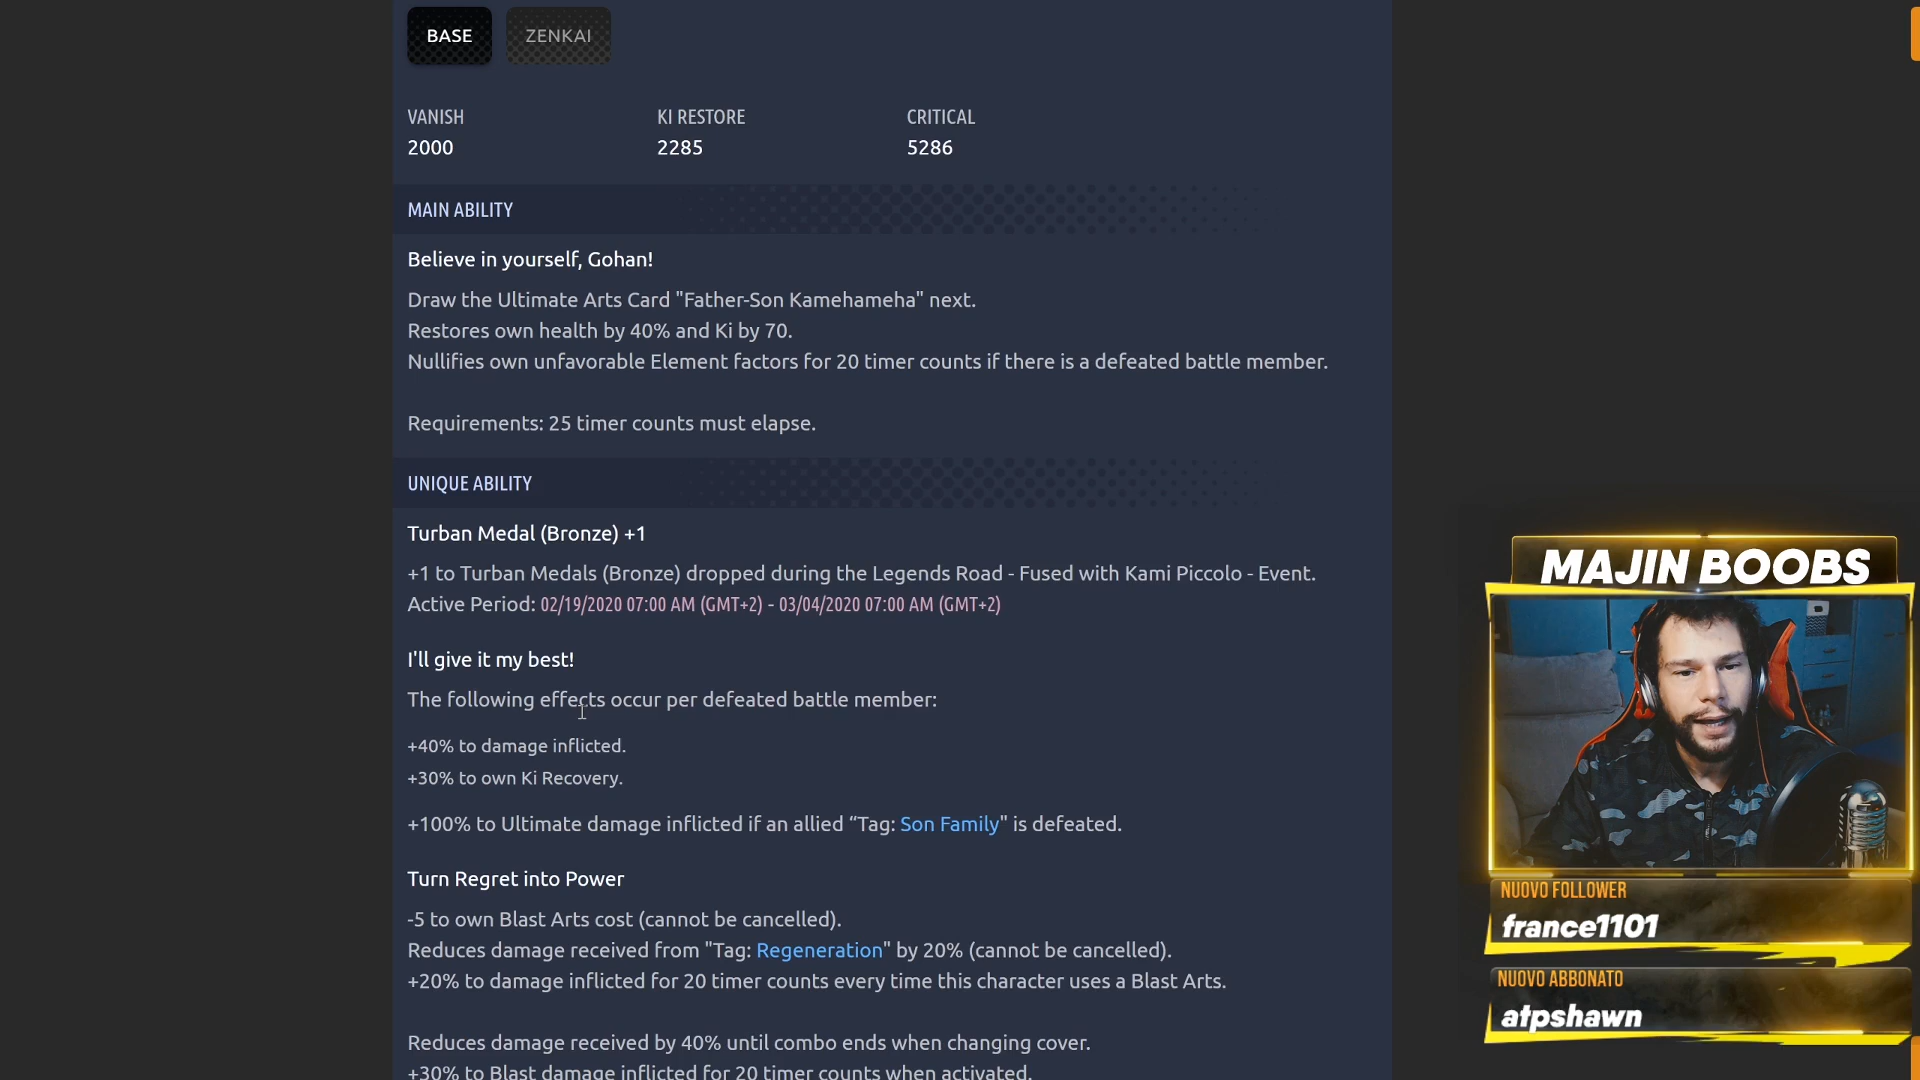 BASE
ZENKAI
VANISH
KI RESTORE
CRITICAL
2000
2285
5286
MAIN ABILITY
Believe in yourself, Gohan!
Draw the Ultimate Arts Card "Father-Son Kamehameha" next.
Restores own health by 40% and Ki by 70.
Nullifies own unfavorable Element factors for 20 timer counts if there is a defeated battle member.
Requirements: 25 timer counts must elapse.
UNIQUE ABILITY
Turban Medal (Bronze) +1
+1 to Turban Medals (Bronze) dropped during the Legends Road - Fused with Kami Piccolo - Event.
Active Period: 02/19/2020 07:00 AM (GMT+2) - 03/04/2020 07:00 AM (GMT+2)
I'll give it my best!
The following effects occur per defeated battle member:
+40% to damage inflicted.
+30% to own Ki Recovery.
+100% to Ultimate damage inflicted if an allied “Tag: Son Family" is defeated.
Turn Regret into Power
-5 to own Blast Arts cost (cannot be cancelled).
Reduces damage received from "Tag: Regeneration" by 20% (cannot be cancelled).
+20% to damage inflicted for 20 timer counts every time this character uses a Blast Arts.
Reduces damage received by 40% until combo ends when changing cover.
+30% to Blast damage inflicted for 20 timer counts when activated.
MAJIN BOOBS
NUOVO FOLLOWER
france1101
NUOVO ABBONATO
atpshawn